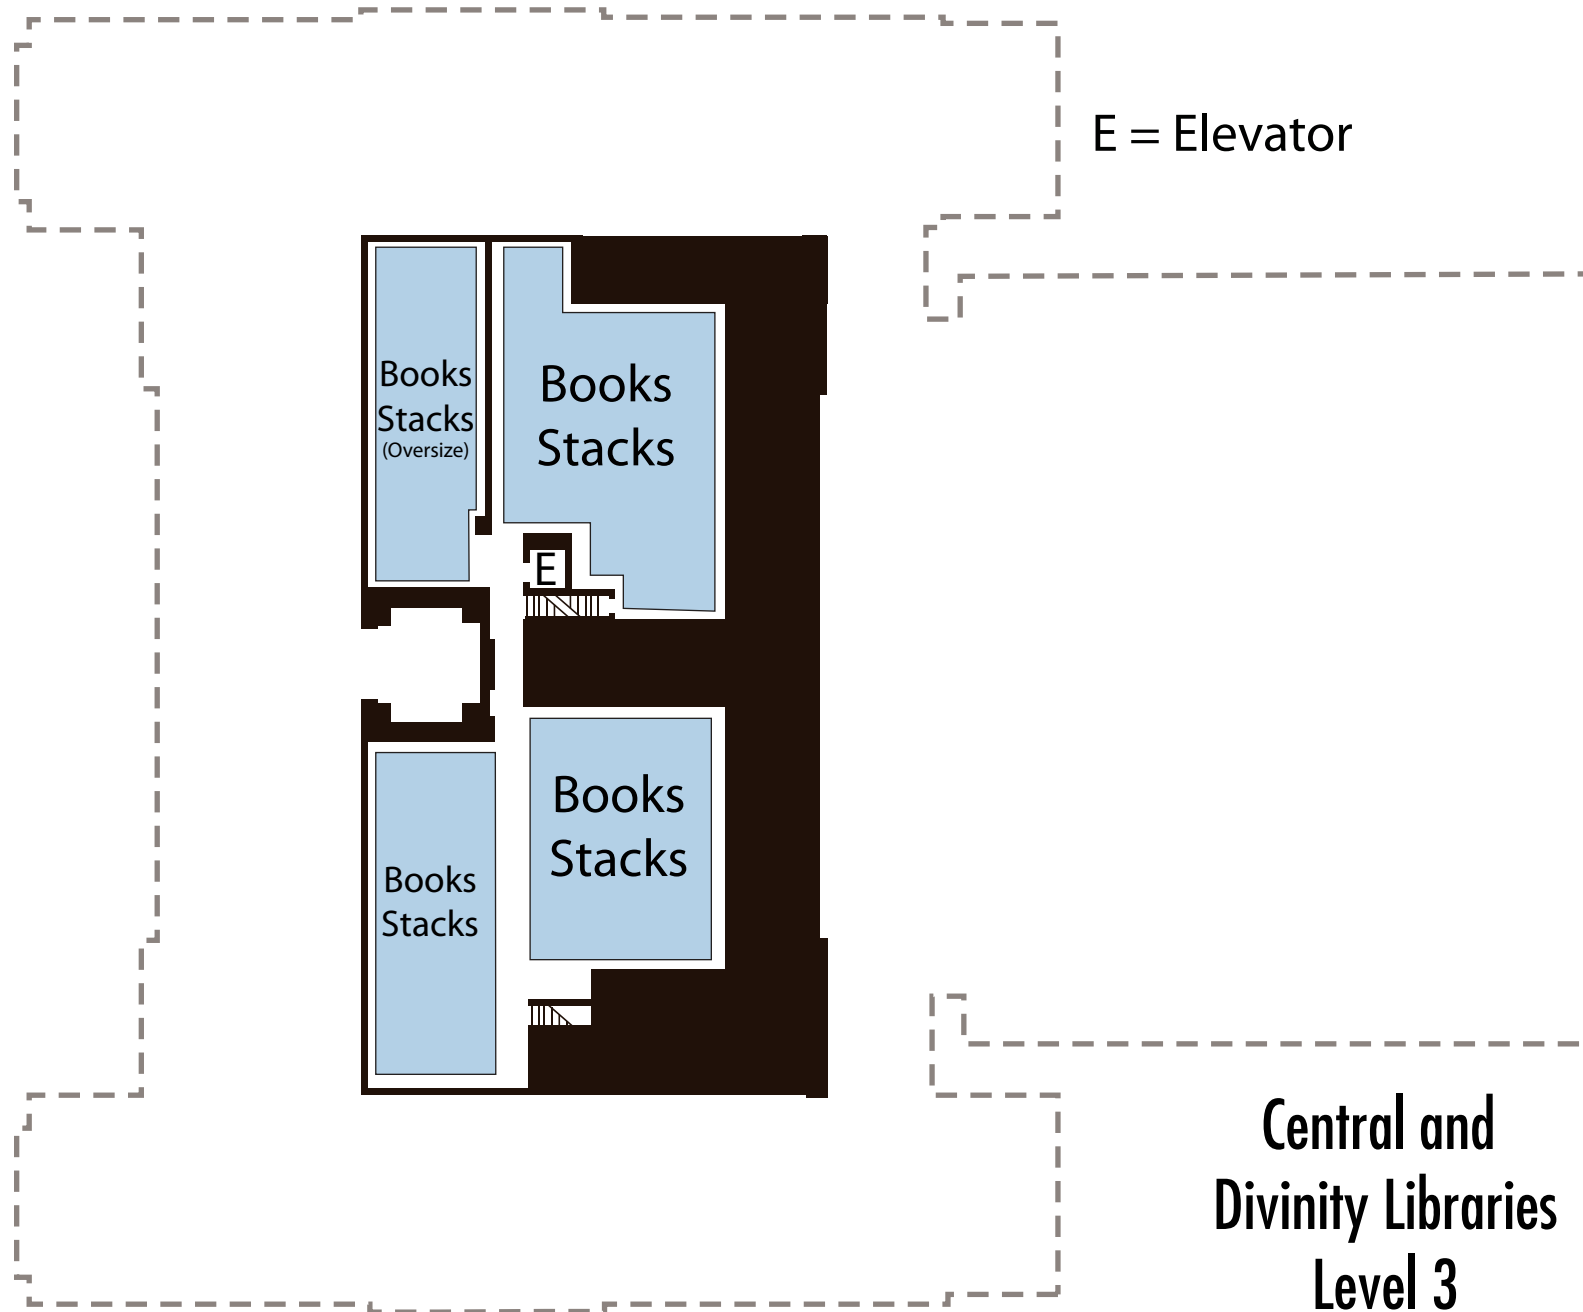 E = Elevator
Books
Stacks
(Oversize)
Books
Stacks
E
Books
Stacks
Books
Stacks
Central and
Divinity Libraries
Level 3